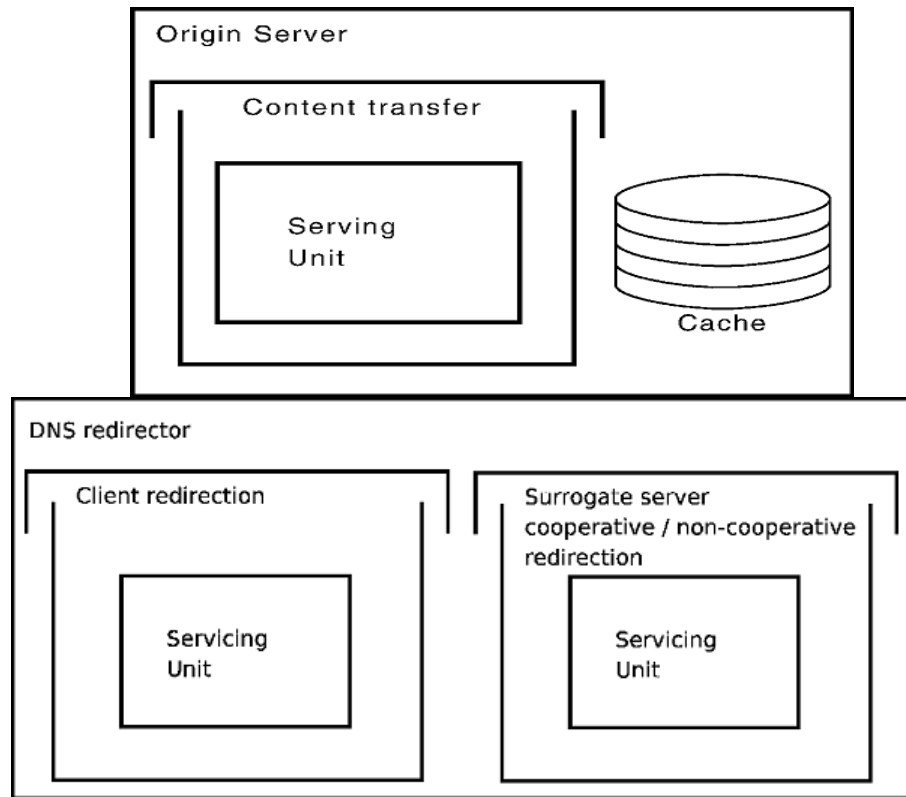 Origin Server
Content transfer
Serving
Unit
Cache
DNS redirector
Client redirection
Servicing
Unit
Surrogate server
cooperative / non-cooperative
redirection
Servicing
Unit